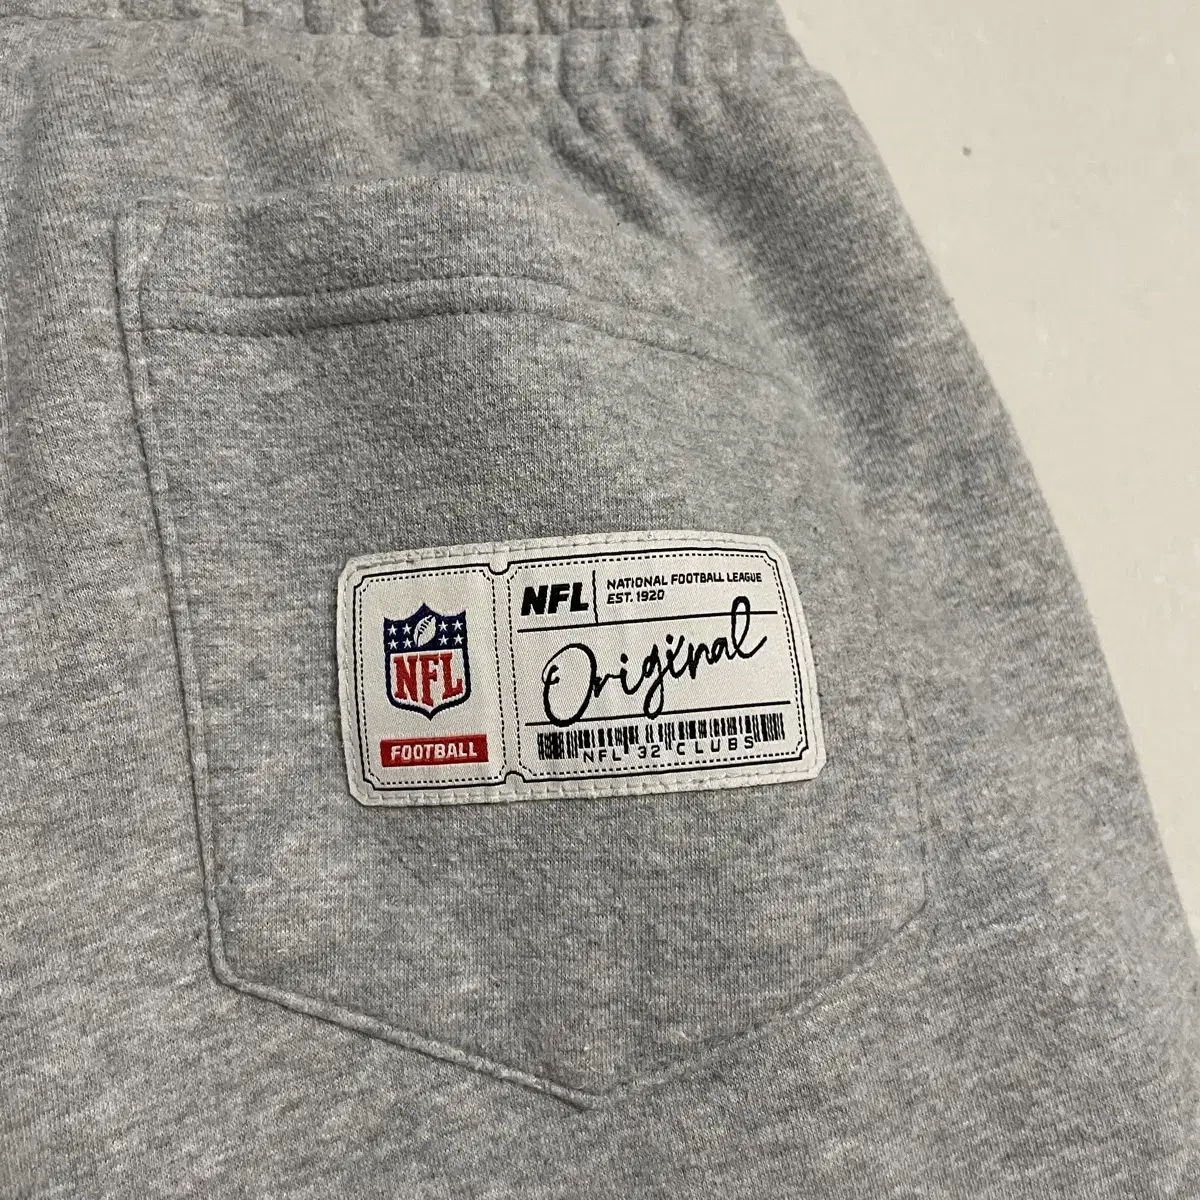 NFL
FOOTBALL
NFL
NATIONAL FOOTBALL LEAGUE
EST. 1920
Original
NFL 32 CLUBS